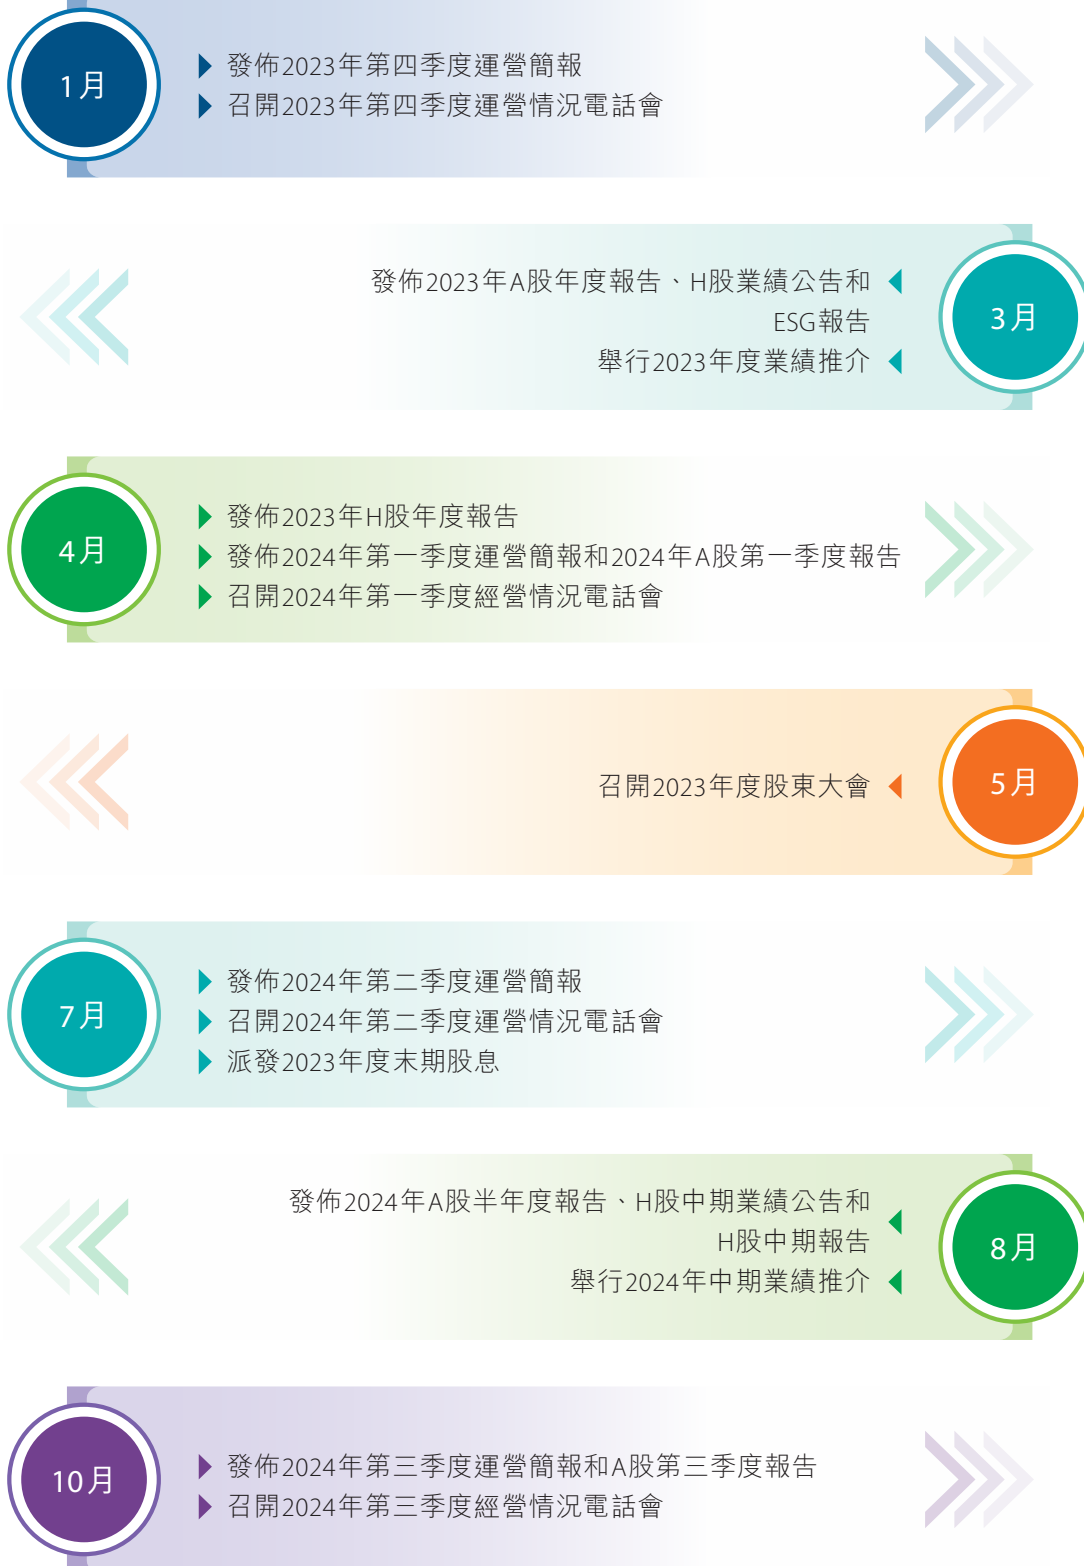 1月
發佈2023年第四季度運營簡報
召開2023年第四季度運營情況電話會
發佈2023年A股年度報告、H股業績公告和
ESG報告
舉行2023年度業績推介
3月
4月
發佈2023年H股年度報告
發佈2024年第一季度運營簡報和2024年A股第一季度報告
召開2024年第一季度經營情況電話會
召開2023年度股東大會
5月
7月
發佈2024年第二季度運營簡報
召開2024年第二季度運營情況電話會
派發2023年度末期股息
發佈2024年A股半年度報告、H股中期業績公告和
H股中期報告
舉行2024年中期業績推介
8月
10月
發佈2024年第三季度運營簡報和A股第三季度報告
召開2024年第三季度經營情況電話會